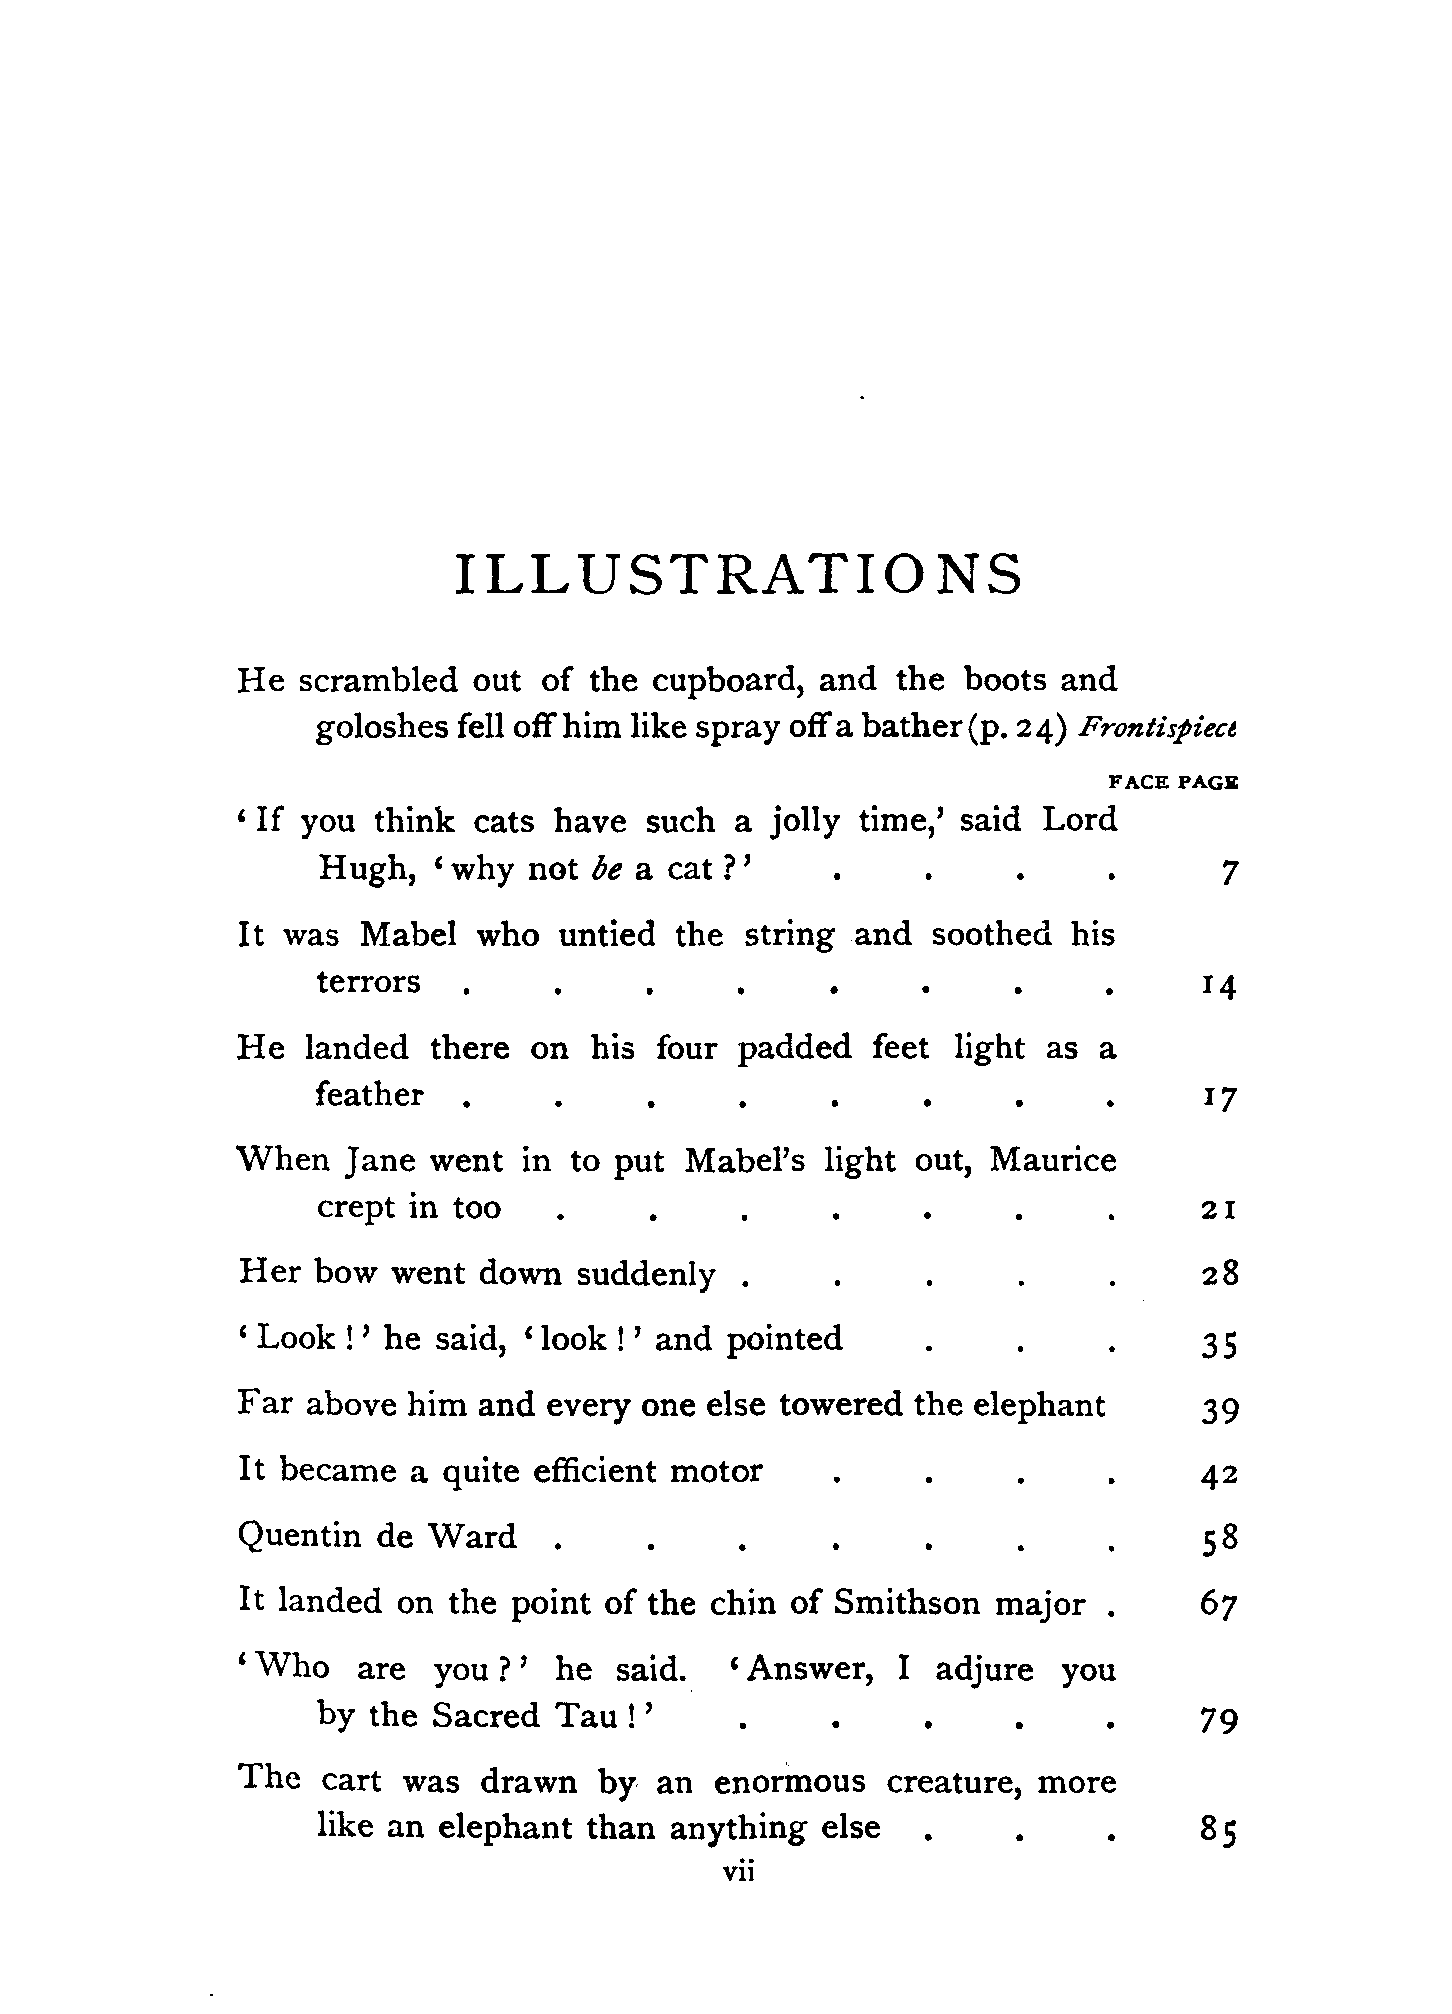 ILLUSTRATIONS
He scrambled out of the cupboard, and the boots and
goloshes fell off him like spray off a bather (p. 24) Frontispiece
FACE PAGE
‘If you think cats have such a jolly time,’ said Lord
Hugh, ‘why not be a cat?’ . . . . 7
It was Mabel who untied the string and soothed his
terrors . . . . . . . . 14
He landed there on his four padded feet light as a
feather . . . . . . . . 17
When Jane went in to put Mabel’s light out, Maurice
crept in too . . . . . . . 21
Her bow went down suddenly . . . . . 28
‘Look!’ he said, ‘look!’ and pointed . . . 35
Far above him and every one else towered the elephant 39
It became a quite efficient motor . . . . 42
Quentin de Ward . . . . . . . 58
It landed on the point of the chin of Smithson major . 67
‘Who are you?’ he said. ‘Answer, I adjure you
by the Sacred Tau!’ . . . . . 79
The cart was drawn by an enormous creature, more
like an elephant than anything else . . . 85
vii